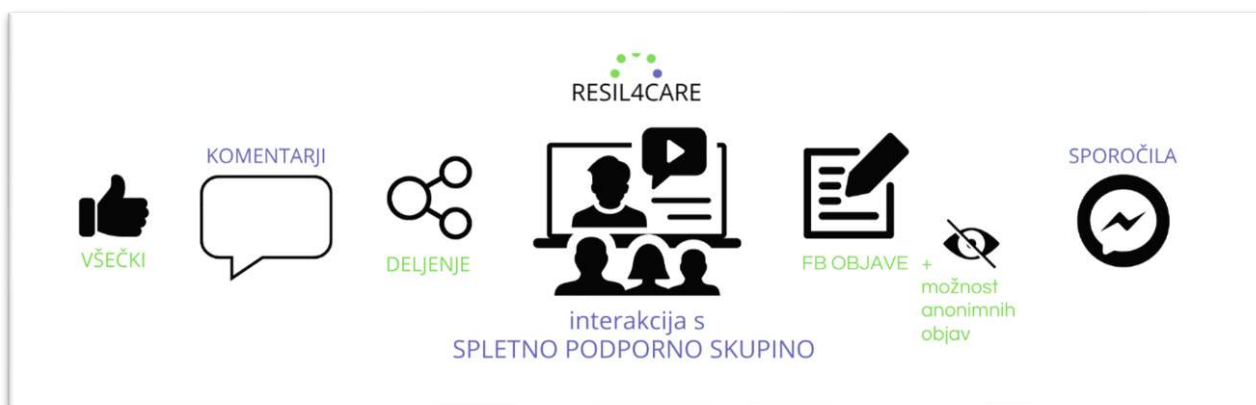 RESIL4CARE
KOMENTARJI
SPOROČILA
VŠEČKI
DELJENJE
FB OBJAVE
+
možnost
anonimnih
objav
interakcija s
SPLETNO PODPORNO SKUPINO